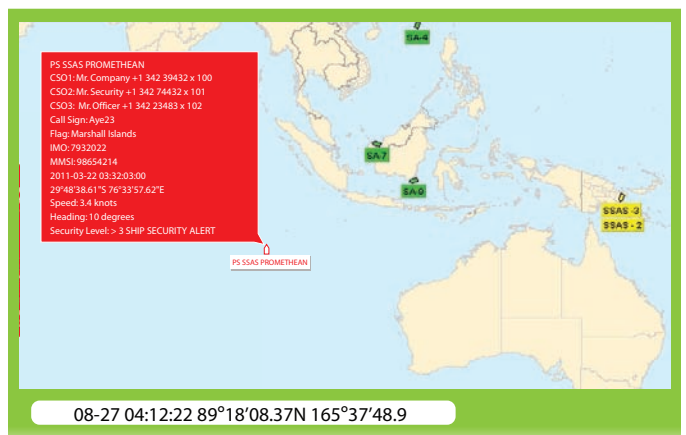 SA-4
PS SSAS PROMETHEAN
CSO1: Mr. Company +1 342 39432 x 100
CSO2: Mr. Security +1 342 74432 x 101
CSO3: Mr. Officer +1 342 23483 x 102
Call Sign: Aye23
Flag: Marshall Islands
IMO: 7932022
MMSI: 98654214
2011-03-22 03:32:03:00
29°48'38.61"S 76°33'57.62"E
Speed: 3.4 knots
Heading: 10 degrees
Security Level: > 3 SHIP SECURITY ALERT
SA-7
SA-9
SSAS -3
SSAS - 2
PS SSAS PROMETHEAN
08-27 04:12:22 89°18'08.37N 165°37'48.9